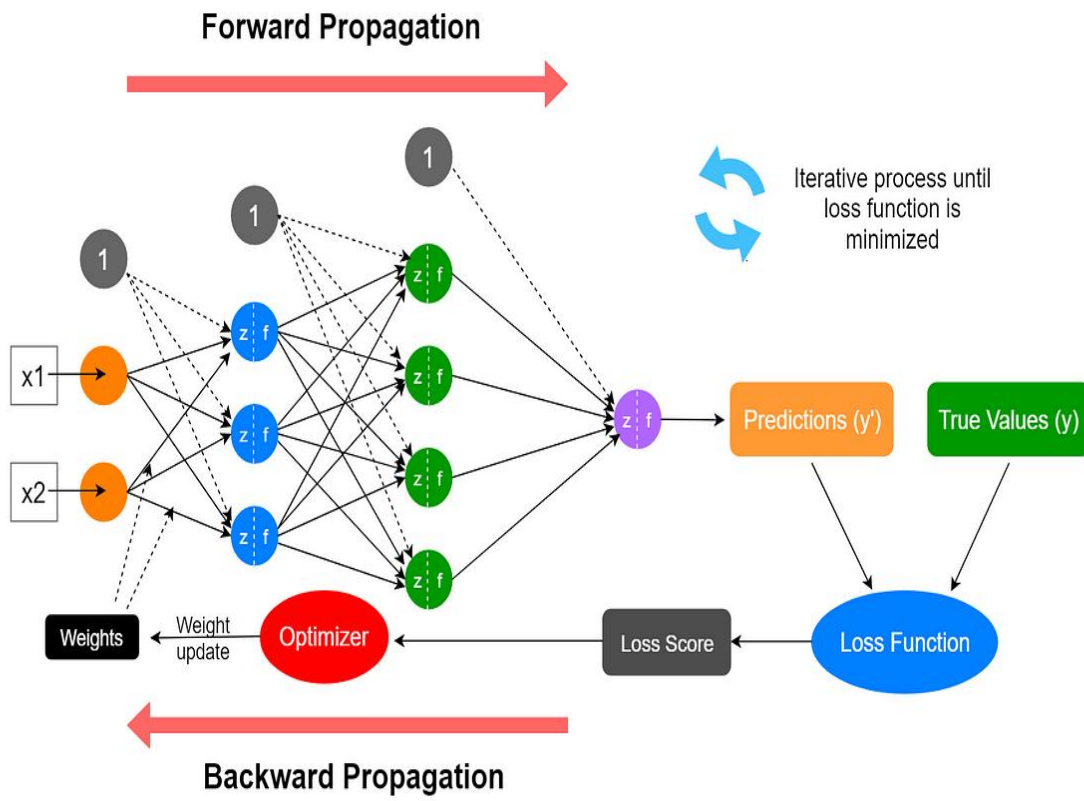 Forward Propagation
1
1
1
Iterative process until
loss function is
minimized
z f
z f
x1
z f
z f
z f
Predictions (y')
True Values (y)
z f
x2
z f
z f
Weights
Weight
update
Optimizer
Loss Score
Loss Function
Backward Propagation